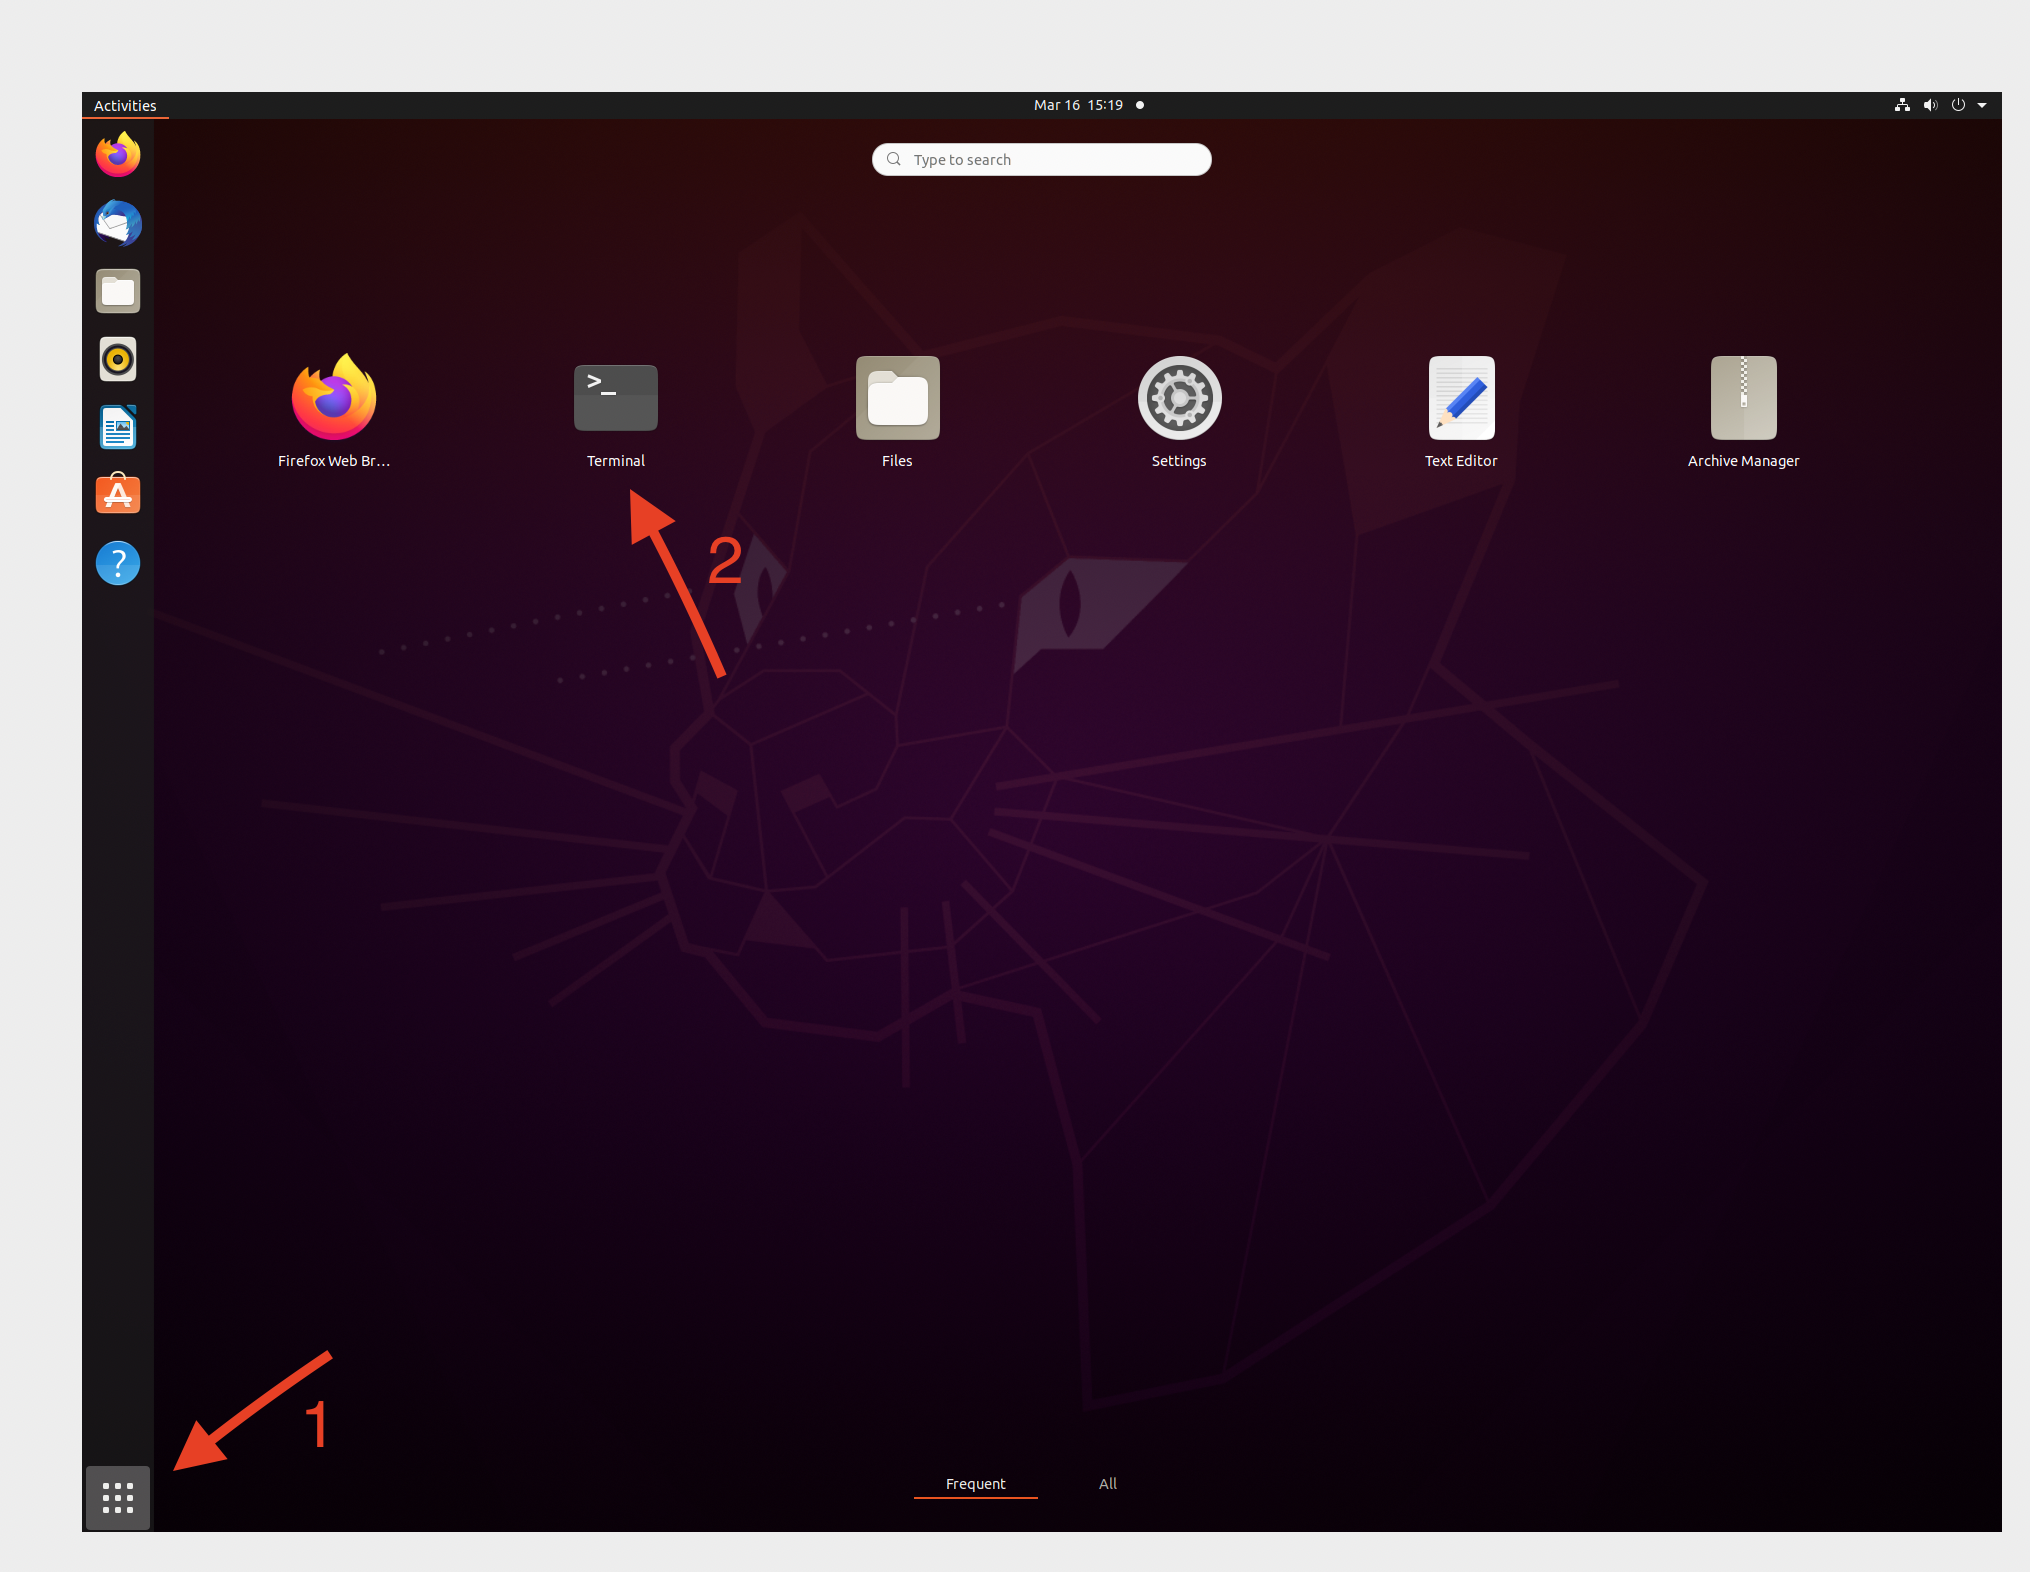 Activities
Mar 16 15:19
Type to search
Firefox Web Br...
Terminal
Files
Settings
Text Editor
Archive Manager
2
1
Frequent
All